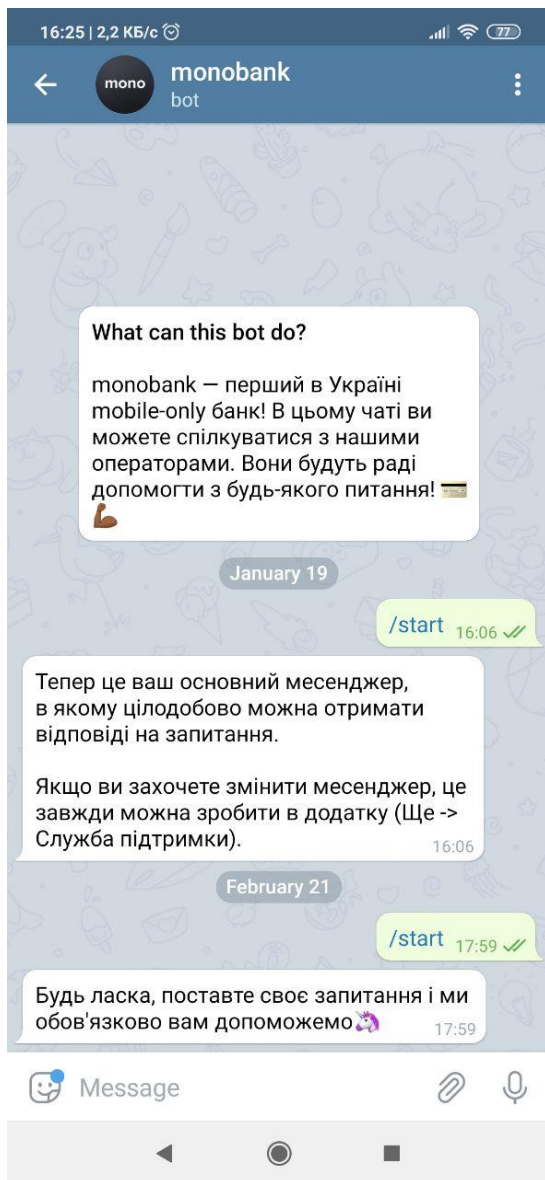 16:25 | 2,2 КБ/с
77
mono
monobank
bot
What can this bot do?
monobank — перший в Україні
mobile-only банк! В цьому чаті ви
можете спілкуватися з нашими
операторами. Вони будуть раді
допомогти з будь-якого питання! 💳
💪🏾
January 19
/start 16:06
Тепер це ваш основний месенджер,
в якому цілодобово можна отримати
відповіді на запитання.
Якщо ви захочете змінити месенджер, це
завжди можна зробити в додатку (Ще ->
Служба підтримки).
16:06
February 21
/start 17:59
Будь ласка, поставте своє запитання і ми
обов'язково вам допоможемо🦄
17:59
Message